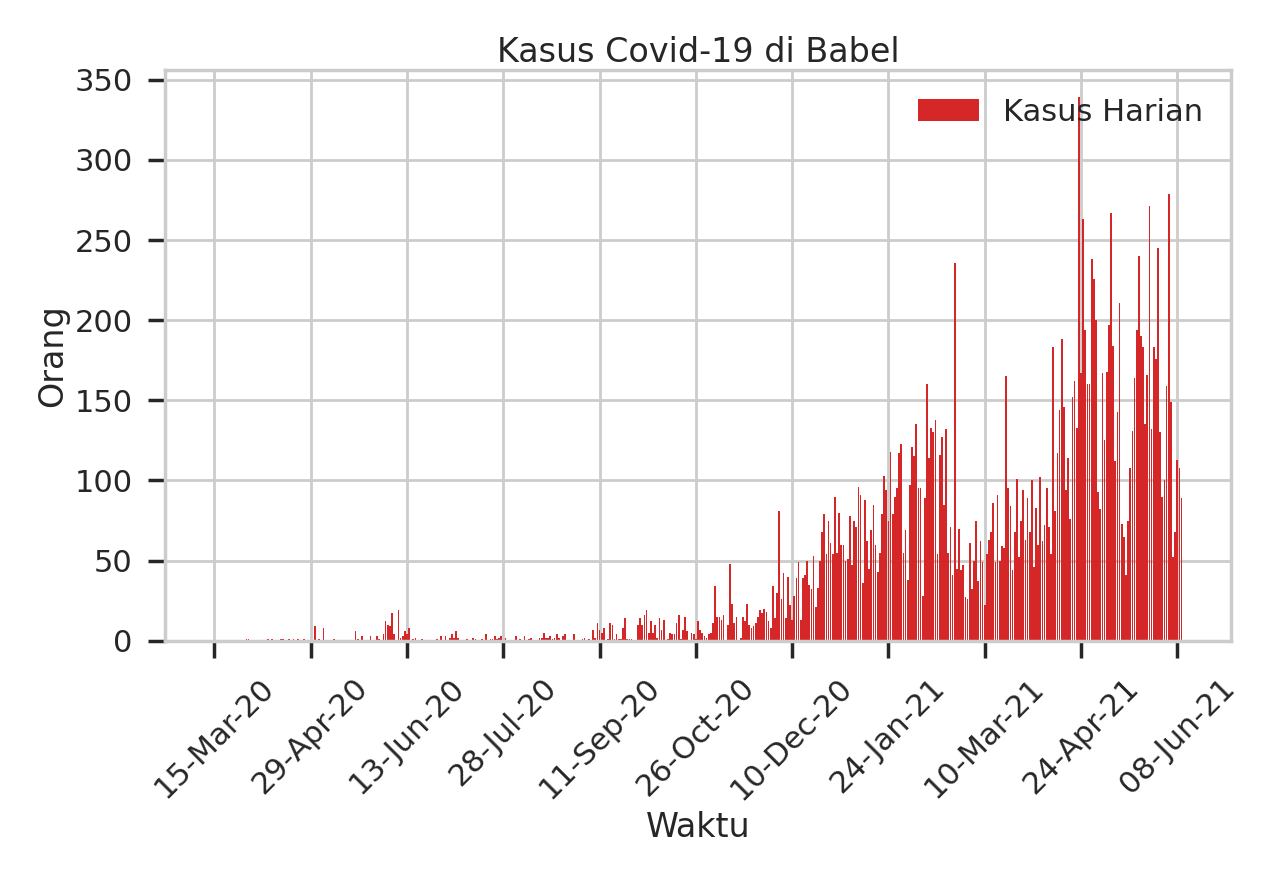 Kasus Covid-19 di Babel
Kasus Harian
Orang
350
300
250
200
150
100
50
0
15-Mar-20
29-Apr-20
13-Jun-20
28-Jul-20
11-Sep-20
26-Oct-20
10-Dec-20
24-Jan-21
10-Mar-21
24-Apr-21
08-Jun-21
Waktu